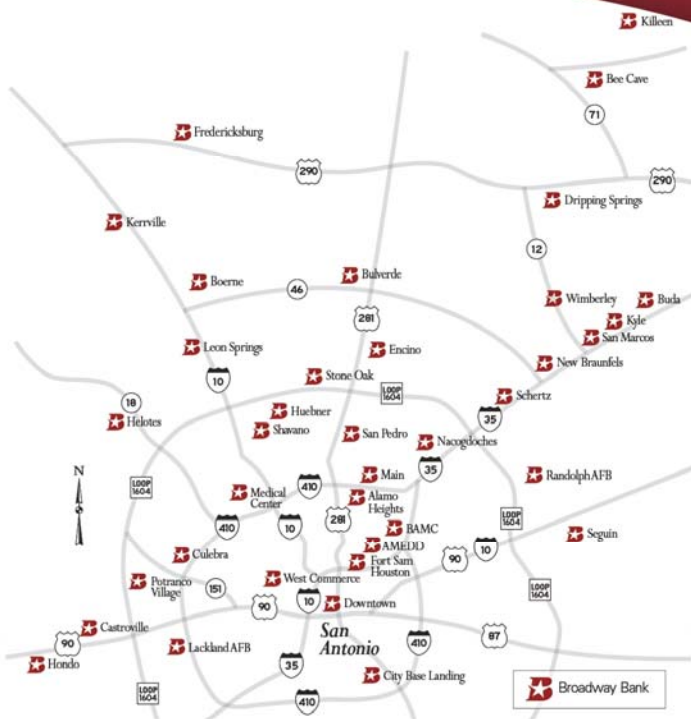 Killeen
Bee Cave
71
Fredericksburg
290
290
Dripping Springs
Kerrville
12
Bulverde
Boerne
46
Wimberley
Buda
281
Kyle
San Marcos
Leon Springs
Encino
New Braunfels
10
Stone Oak
LOOP
1604
Schertz
18
Huebner
35
Helotes
Shavano
San Pedro
Nacogdoches
35
N
Main
Randolph AFB
410
LOOP
1604
Medical
Center
Alamo
Heights
281
LOOP
1604
410
10
BAMC
Seguin
AMEDD
10
Culebra
90
Fort Sam
Houston
West Commerce
Potranco
Village
151
LOOP
1604
10
90
Downtown
Castroville
San
Antonio
87
90
410
Lackland AFB
Hondo
35
City Base Landing
LOOP
1604
410
Broadway Bank